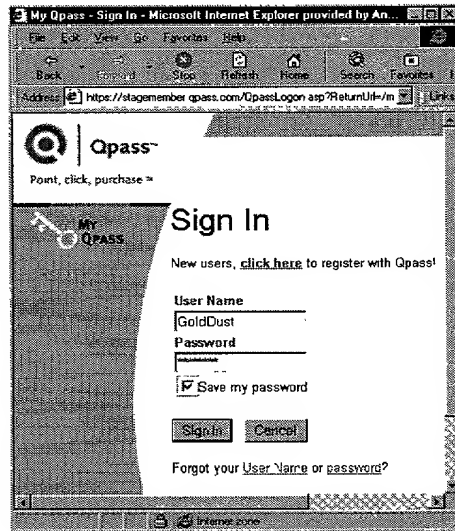 My Qpass - Sign In - Microsoft Internet Explorer provided by An...
File Edit View Go Favorites Help
Back Forward Stop Refresh Home Search Favorites
Address https://stagemember.qpass.com/QpassLogon.asp?ReturnUrl=/m Links
Qpass™
Point, click, purchase ℠
MY
QPASS
Sign In
New users, click here to register with Qpass!
User Name
GoldDust
Password
Save my password
Sign In Cancel
Forgot your User Name or password?
Internet zone